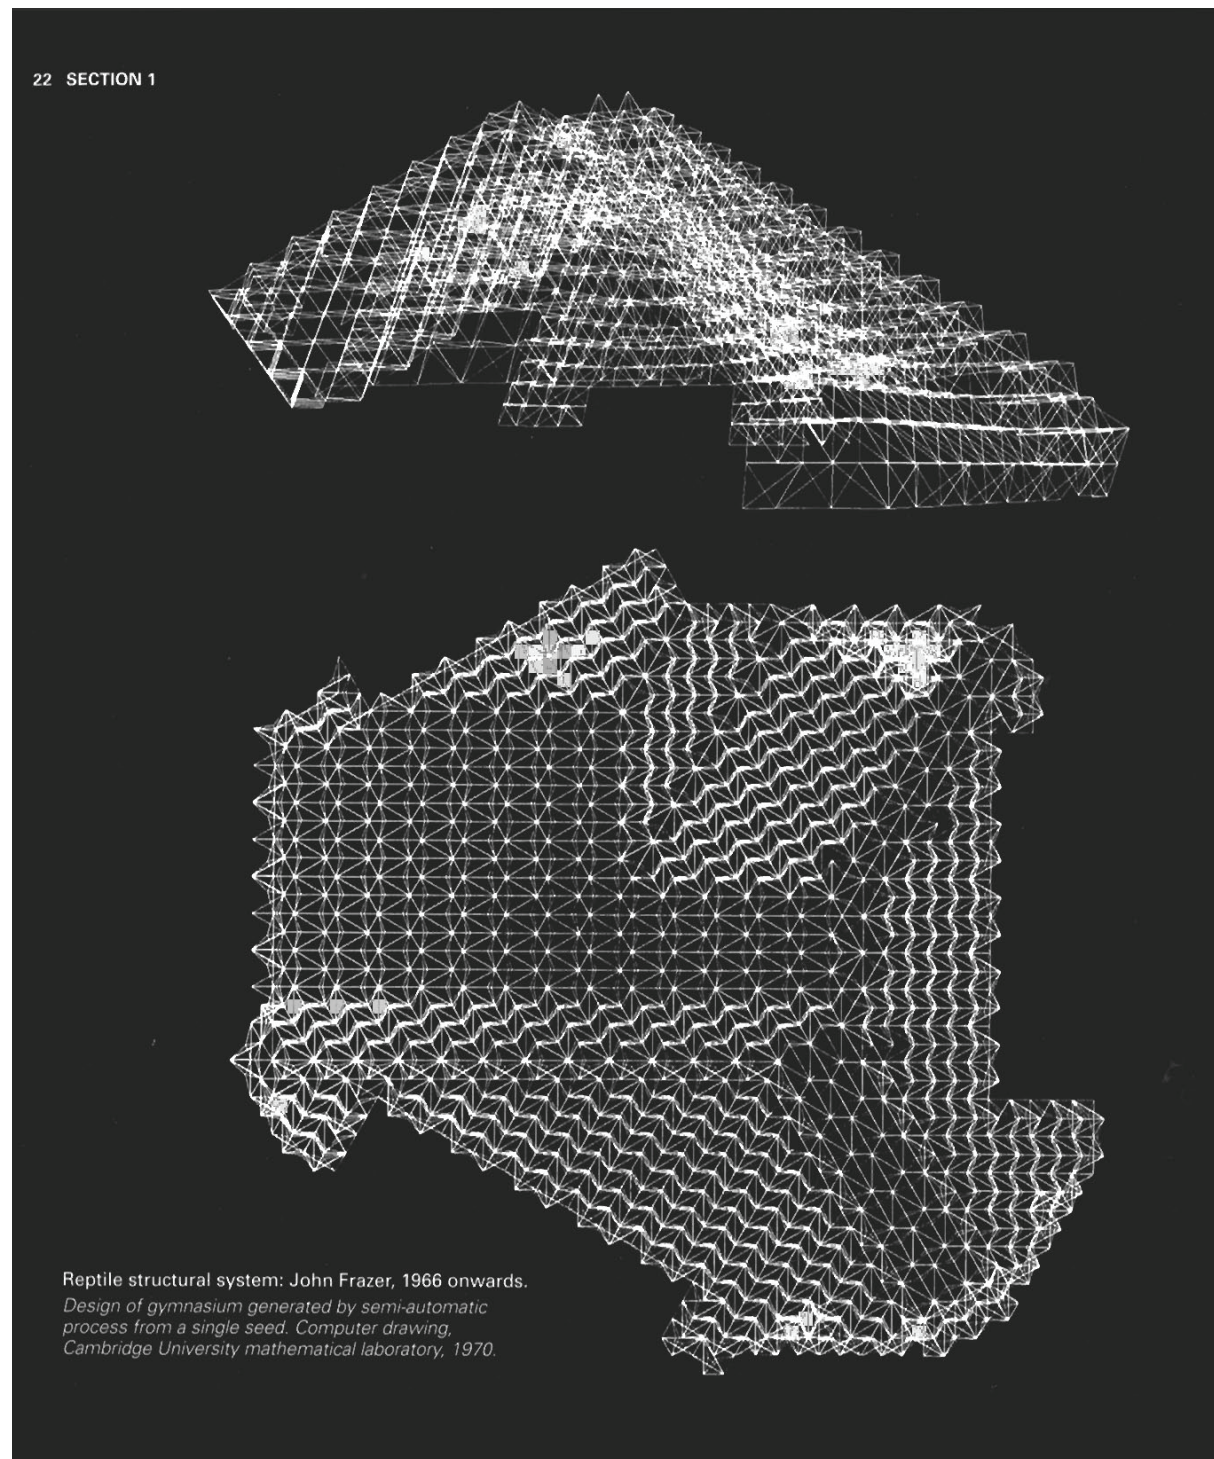 22 SECTION 1
Reptile structural system: John Frazer, 1966 onwards.
Design of gymnasium generated by semi-automatic
process from a single seed. Computer drawing,
Cambridge University mathematical laboratory, 1970.